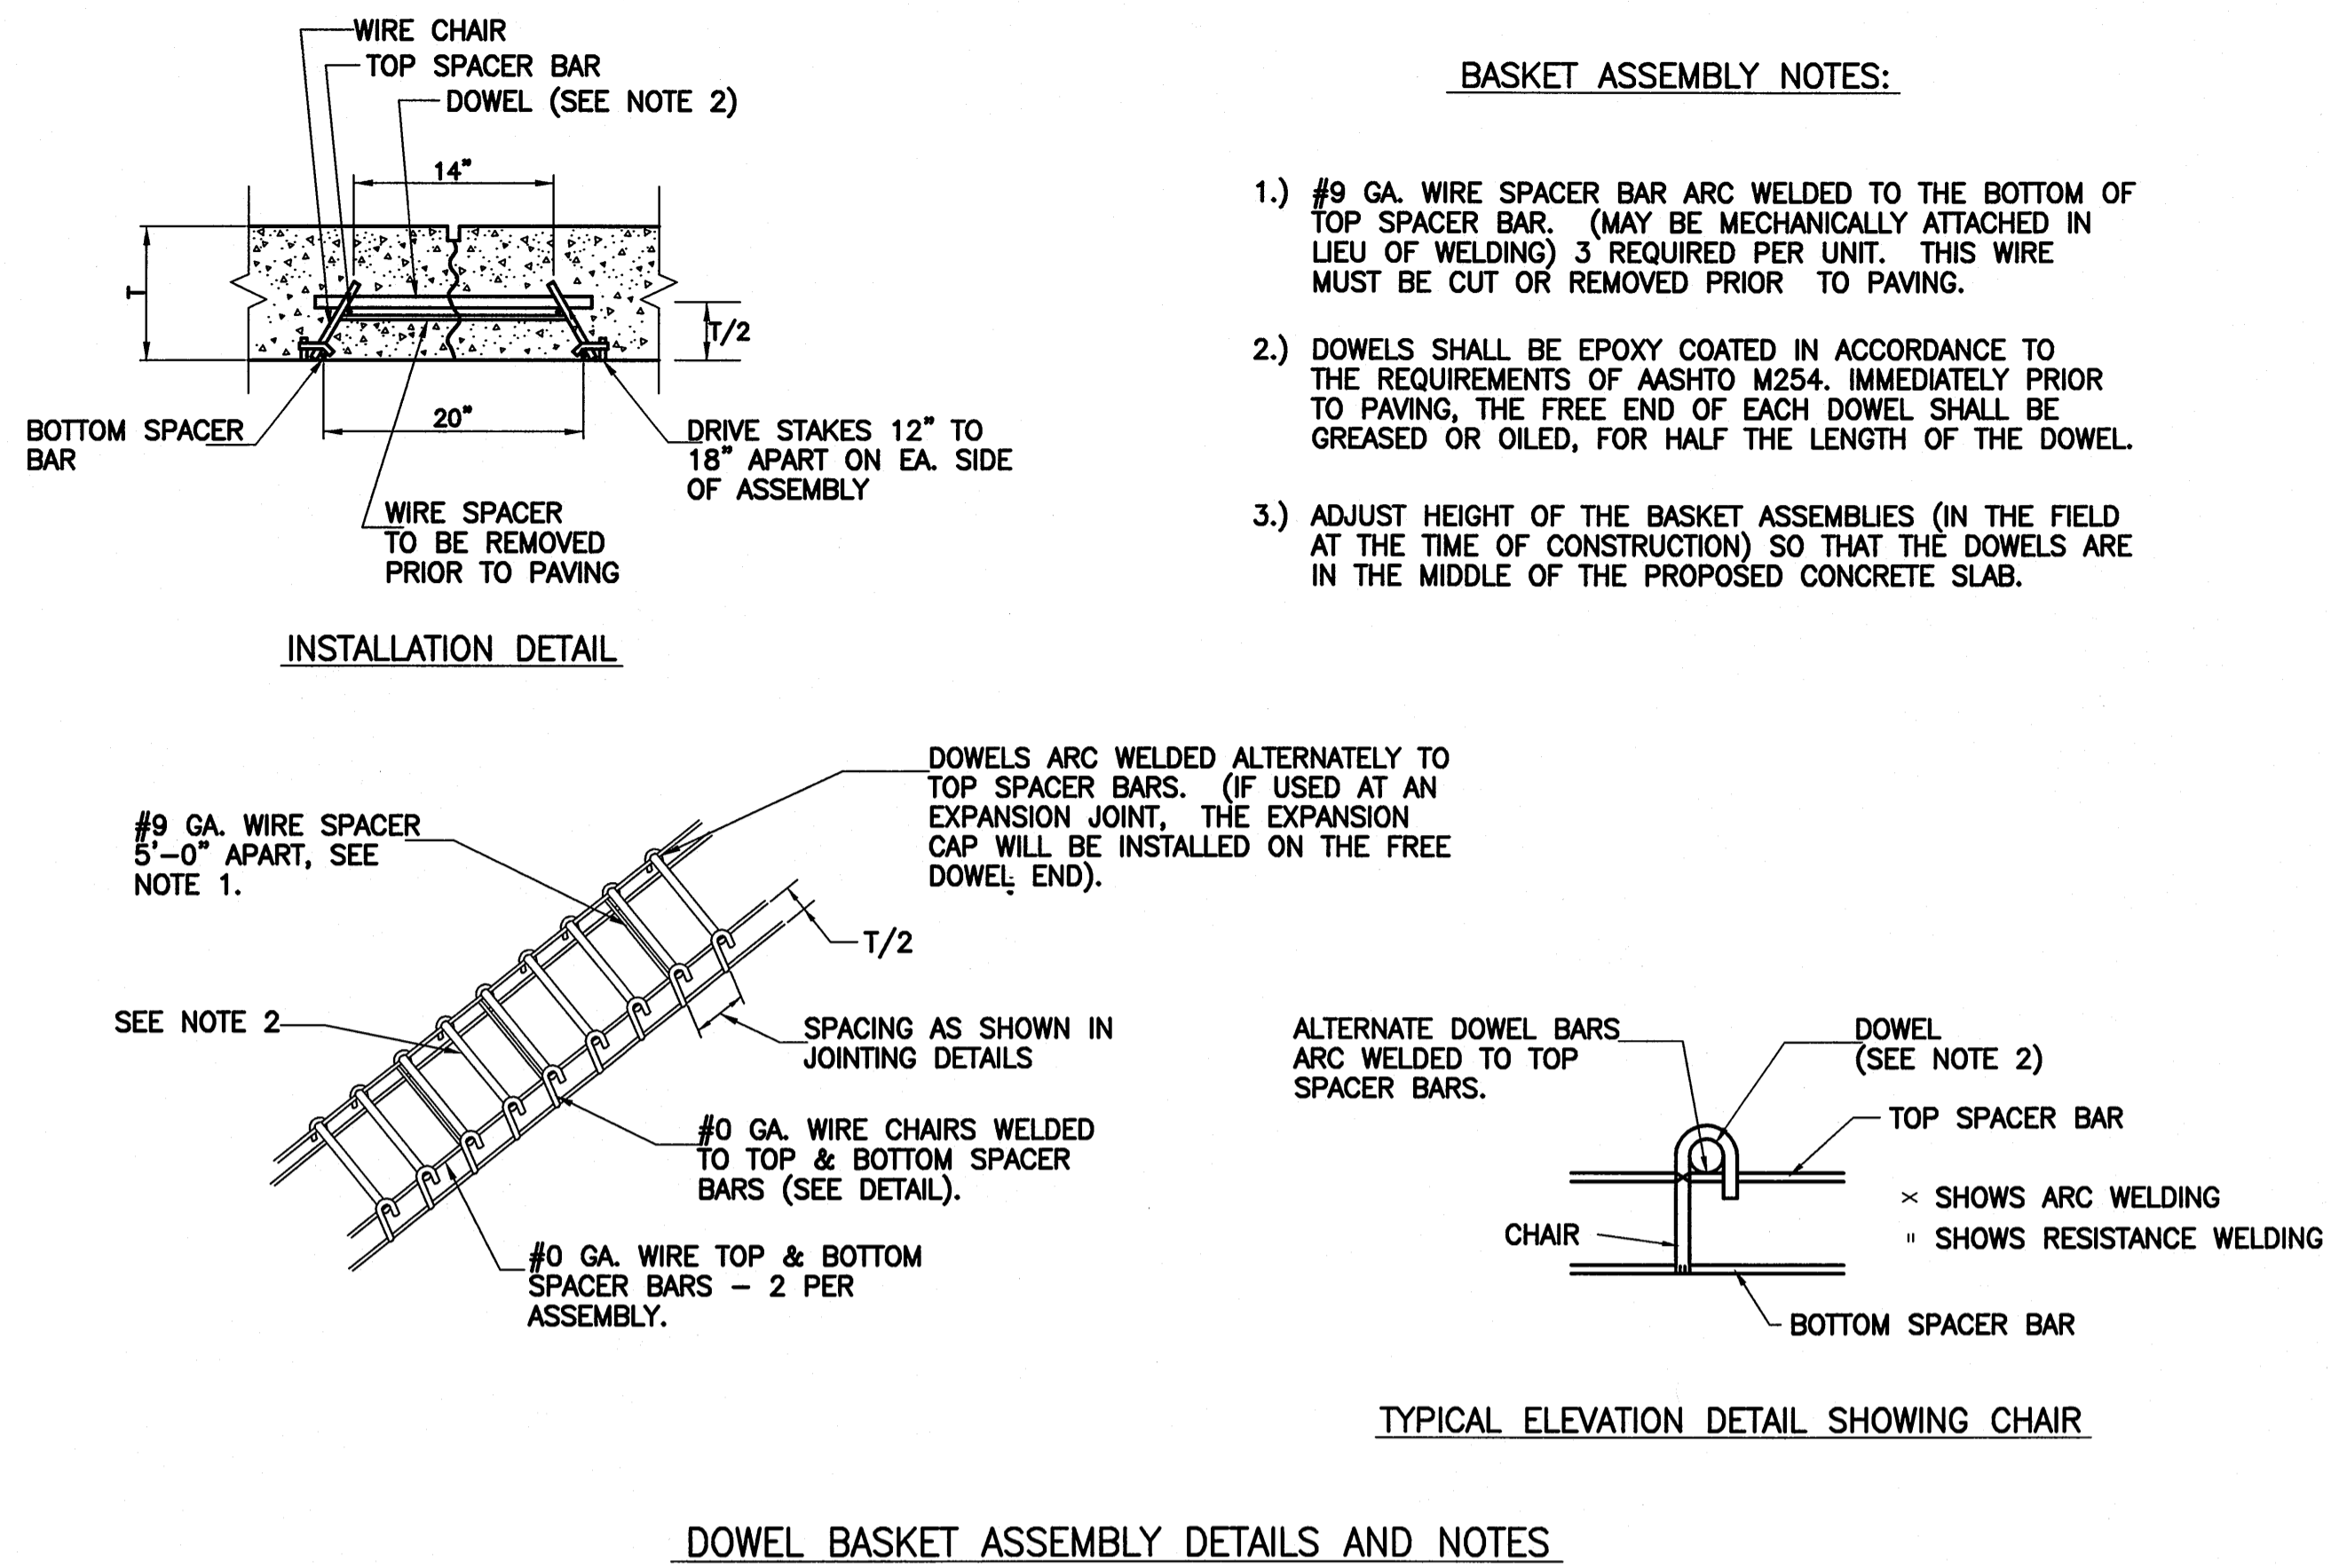 WIRE CHAIR
TOP SPACER BAR
DOWEL (SEE NOTE 2)
14"
T
T/2
BOTTOM SPACER
BAR
20"
DRIVE STAKES 12" TO
18" APART ON EA. SIDE
OF ASSEMBLY
WIRE SPACER
TO BE REMOVED
PRIOR TO PAVING
INSTALLATION DETAIL
BASKET ASSEMBLY NOTES:
1.) #9 GA. WIRE SPACER BAR ARC WELDED TO THE BOTTOM OF
TOP SPACER BAR. (MAY BE MECHANICALLY ATTACHED IN
LIEU OF WELDING) 3 REQUIRED PER UNIT. THIS WIRE
MUST BE CUT OR REMOVED PRIOR TO PAVING.
2.) DOWELS SHALL BE EPOXY COATED IN ACCORDANCE TO
THE REQUIREMENTS OF AASHTO M254. IMMEDIATELY PRIOR
TO PAVING, THE FREE END OF EACH DOWEL SHALL BE
GREASED OR OILED, FOR HALF THE LENGTH OF THE DOWEL.
3.) ADJUST HEIGHT OF THE BASKET ASSEMBLIES (IN THE FIELD
AT THE TIME OF CONSTRUCTION) SO THAT THE DOWELS ARE
IN THE MIDDLE OF THE PROPOSED CONCRETE SLAB.
DOWELS ARC WELDED ALTERNATELY TO
TOP SPACER BARS. (IF USED AT AN
EXPANSION JOINT, THE EXPANSION
CAP WILL BE INSTALLED ON THE FREE
DOWEL END).
#9 GA. WIRE SPACER
5'-0" APART, SEE
NOTE 1.
T/2
SEE NOTE 2
SPACING AS SHOWN IN
JOINTING DETAILS
#0 GA. WIRE CHAIRS WELDED
TO TOP & BOTTOM SPACER
BARS (SEE DETAIL).
#0 GA. WIRE TOP & BOTTOM
SPACER BARS - 2 PER
ASSEMBLY.
ALTERNATE DOWEL BARS
ARC WELDED TO TOP
SPACER BARS.
DOWEL
(SEE NOTE 2)
TOP SPACER BAR
× SHOWS ARC WELDING
CHAIR
" SHOWS RESISTANCE WELDING
BOTTOM SPACER BAR
TYPICAL ELEVATION DETAIL SHOWING CHAIR
DOWEL BASKET ASSEMBLY DETAILS AND NOTES